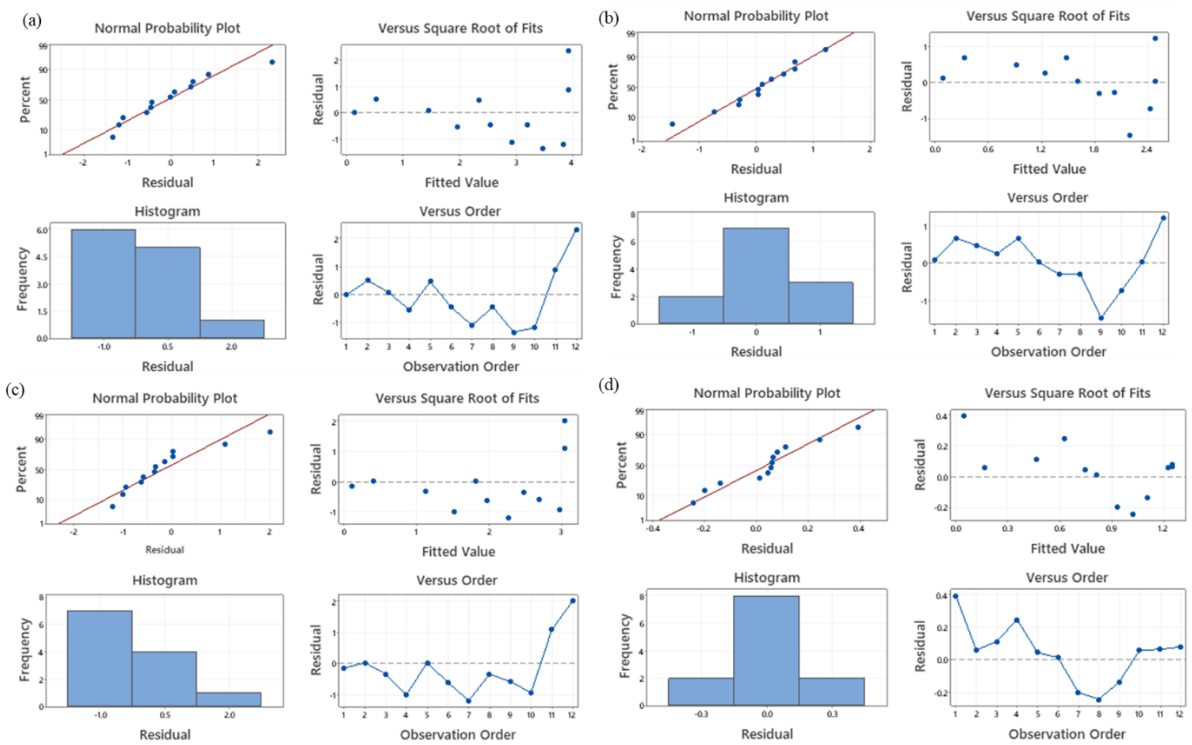 (a)
Normal Probability Plot
Percent
99
90
50
10
1
-2 -1 0 1 2
Residual
Versus Square Root of Fits
Residual
2
1
0
-1
0 1 2 3 4
Fitted Value
Histogram
Frequency
6.0
4.5
3.0
1.5
0.0
-1.0 0.5 2.0
Residual
Versus Order
Residual
2
1
0
-1
1 2 3 4 5 6 7 8 9 10 11 12
Observation Order
(b)
Normal Probability Plot
Percent
99
90
50
10
1
-2 -1 0 1 2
Residual
Versus Square Root of Fits
Residual
1
0
-1
0.0 0.6 1.2 1.8 2.4
Fitted Value
Histogram
Frequency
8
6
4
2
0
-1 0 1
Residual
Versus Order
Residual
1
0
-1
1 2 3 4 5 6 7 8 9 10 11 12
Observation Order
(c)
Normal Probability Plot
Percent
99
90
50
10
1
-2 -1 0 1 2
Residual
Versus Square Root of Fits
Residual
2
1
0
-1
0 1 2 3
Fitted Value
Histogram
Frequency
8
6
4
2
0
-1.0 0.5 2.0
Residual
Versus Order
Residual
2
1
0
-1
1 2 3 4 5 6 7 8 9 10 11 12
Observation Order
(d)
Normal Probability Plot
Percent
99
90
50
10
1
-0.4 -0.2 0.0 0.2 0.4
Residual
Versus Square Root of Fits
Residual
0.4
0.2
0.0
-0.2
0.0 0.3 0.6 0.9 1.2
Fitted Value
Histogram
Frequency
8
6
4
2
0
-0.3 0.0 0.3
Residual
Versus Order
Residual
0.4
0.2
0.0
-0.2
1 2 3 4 5 6 7 8 9 10 11 12
Observation Order